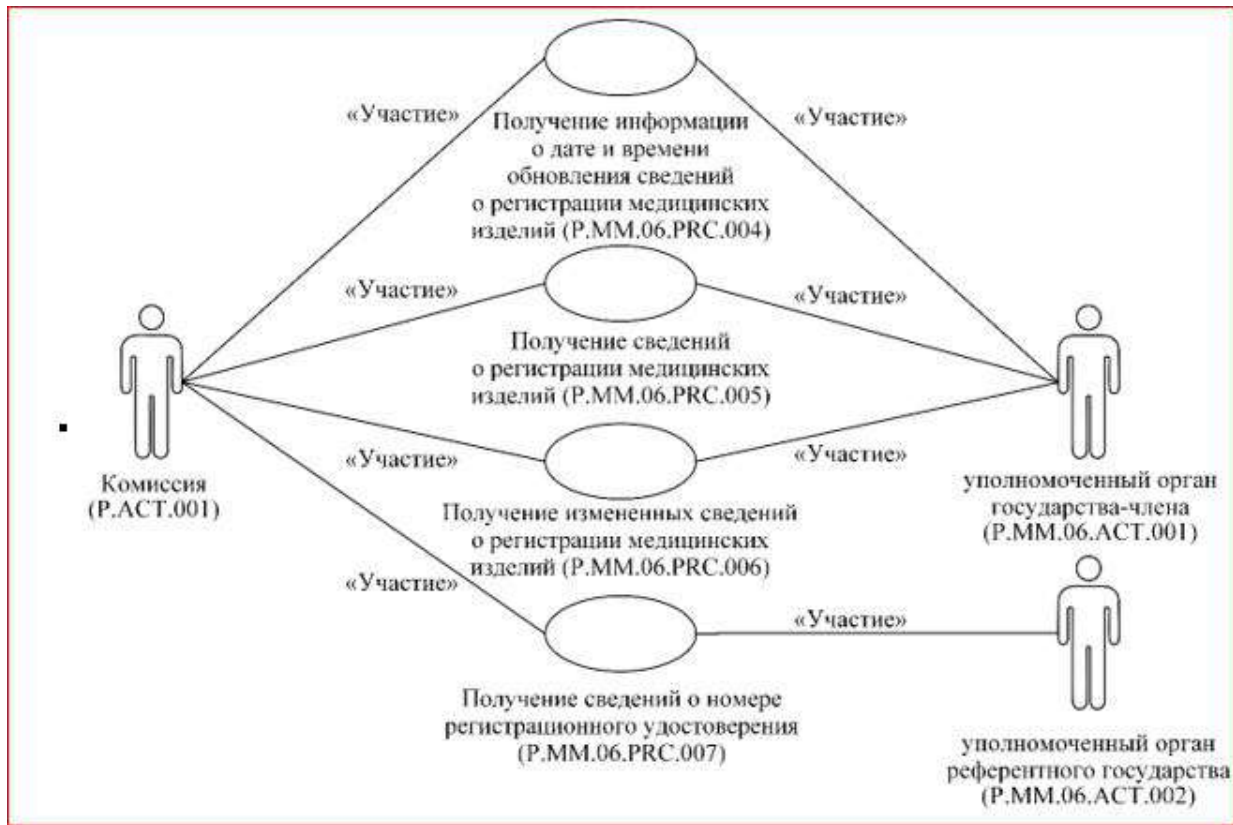 «Участие»
«Участие»
Получение информации
о дате и времени
обновления сведений
о регистрации медицинских
изделий (P.MM.06.PRC.004)
«Участие»
«Участие»
Получение сведений
о регистрации медицинских
изделий (P.MM.06.PRC.005)
«Участие»
«Участие»
Комиссия
(P.ACT.001)
уполномоченный орган
государства-члена
(P.MM.06.ACT.001)
Получение измененных сведений
о регистрации медицинских
изделий (P.MM.06.PRC.006)
«Участие»
«Участие»
Получение сведений о номере
регистрационного удостоверения
(P.MM.06.PRC.007)
уполномоченный орган
референтного государства
(P.MM.06.ACT.002)